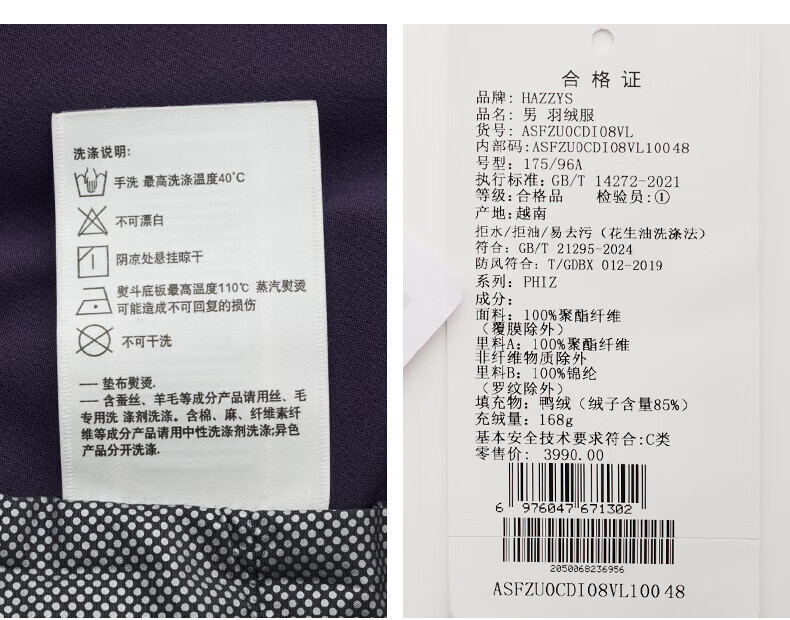 洗涤说明:
手洗 最高洗涤温度40℃
不可漂白
阴凉处悬挂晾干
熨斗底板最高温度110℃ 蒸汽熨烫
可能造成不可回复的损伤
不可干洗
—— 垫布熨烫.
—— 含蚕丝、羊毛等成分产品请用丝、毛
专用洗 涤剂洗涤。含棉、麻、纤维素纤
维等成分产品请用中性洗涤剂洗涤;异色
产品分开洗涤.
合格证
品牌: HAZZYS
品名: 男 羽绒服
货号: ASFZU0CDI08VL
内部码:ASFZU0CDI08VL10048
号型: 175/96A
执行标准: GB/T 14272-2021
等级:合格品 检验员:①
产地:越南
拒水/拒油/易去污（花生油洗涤法）
符合: GB/T 21295-2024
防风符合: T/GDBX 012-2019
系列: PHIZ
成分:
面料: 100%聚酯纤维
（覆膜除外）
里料A: 100%聚酯纤维
非纤维物质除外
里料B: 100%锦纶
（罗纹除外）
填充物: 鸭绒（绒子含量85%）
充绒量: 168g
基本安全技术要求符合:C类
零售价: 3990.00
6 976047 671302
2050068236956
ASFZU0CDI08VL10048